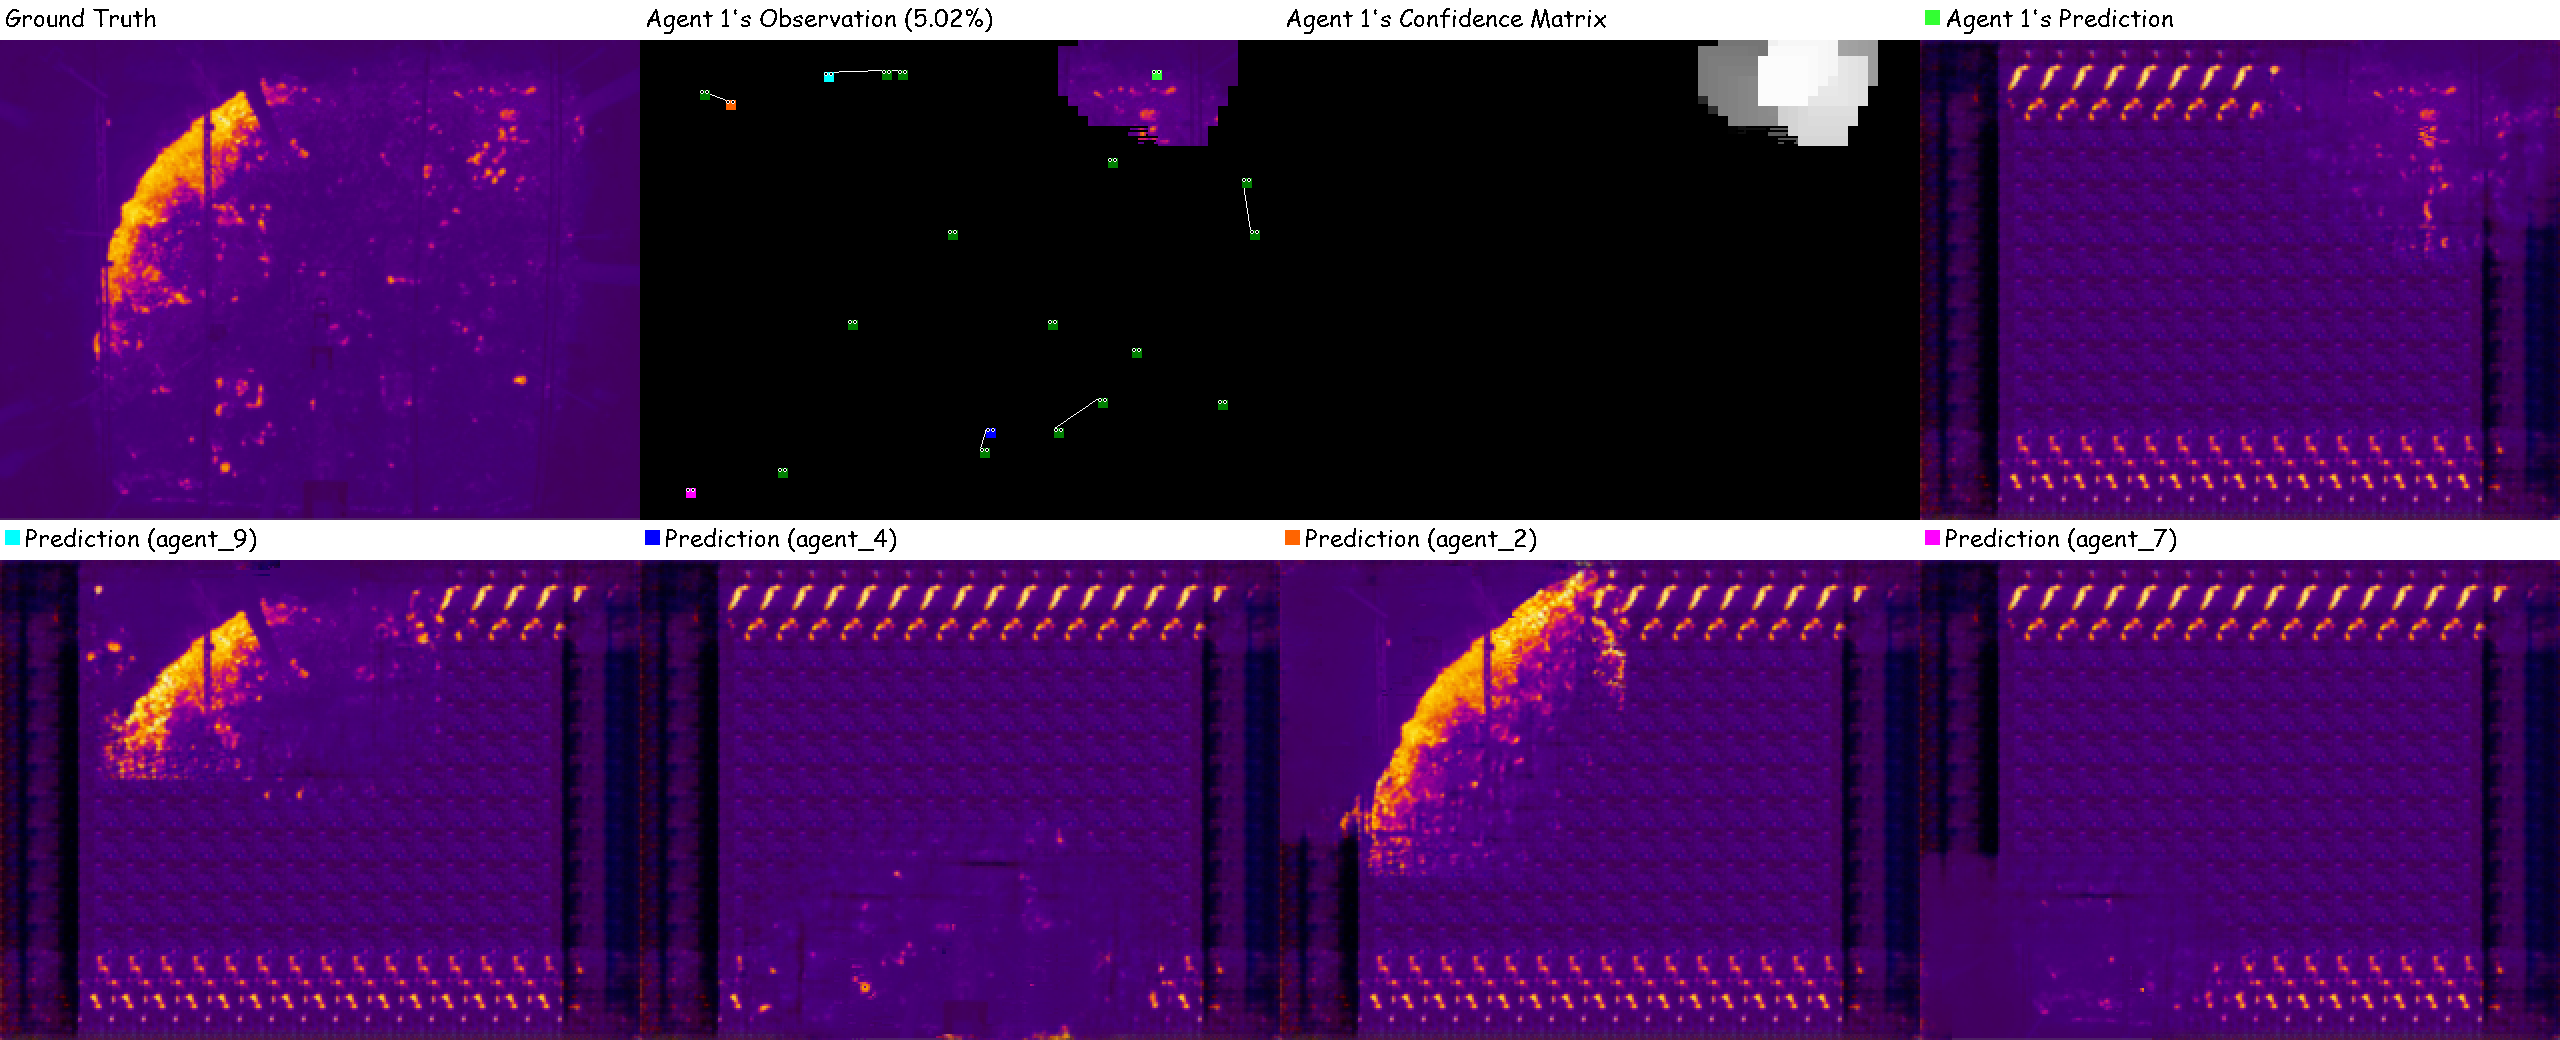 Ground Truth
Agent 1's Observation (5.02%)
Agent 1's Confidence Matrix
Agent 1's Prediction
Prediction (agent_9)
Prediction (agent_4)
Prediction (agent_2)
Prediction (agent_7)